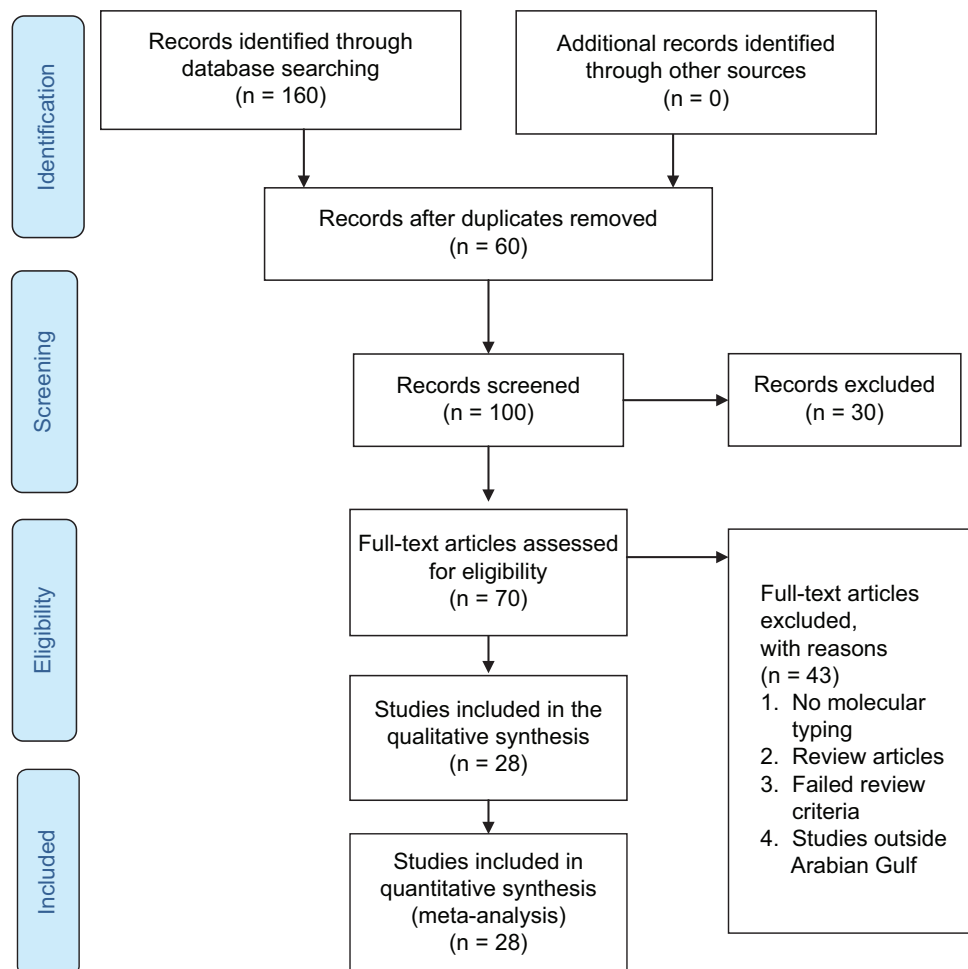 Identification
Records identified through
database searching
(n = 160)
Additional records identified
through other sources
(n = 0)
Records after duplicates removed
(n = 60)
Screening
Records screened
(n = 100)
Records excluded
(n = 30)
Eligibility
Full-text articles assessed
for eligibility
(n = 70)
Full-text articles
excluded,
with reasons
(n = 43)
1. No molecular
typing
2. Review articles
3. Failed review
criteria
4. Studies outside
Arabian Gulf
Studies included in the
qualitative synthesis
(n = 28)
Included
Studies included in
quantitative synthesis
(meta-analysis)
(n = 28)